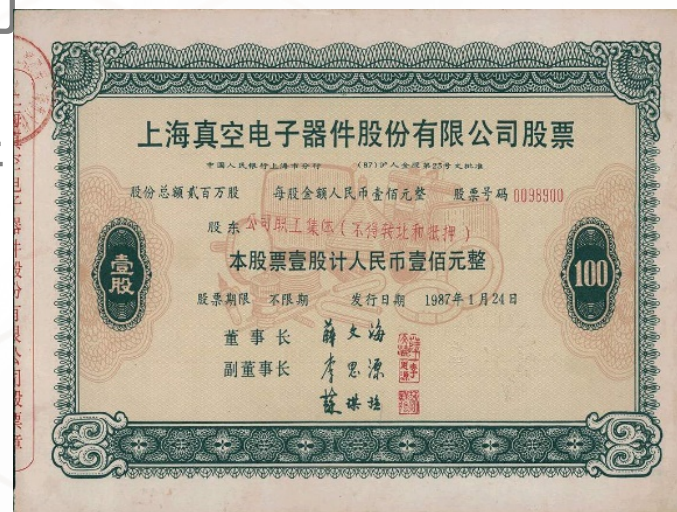 上海真空电子器件股份有限公司股票
中国人民银行上海市分行 (87)沪人金股第25号文批准
股份总额贰百万股 每股金额人民币壹佰元整 股票号码 0098900
股东 公司职工集体(不得转让和抵押)
本股票壹股计人民币壹佰元整
壹股
100
股票期限 不限期 发行日期 1987年1月24日
董事长 薛文海
副董事长 李思源